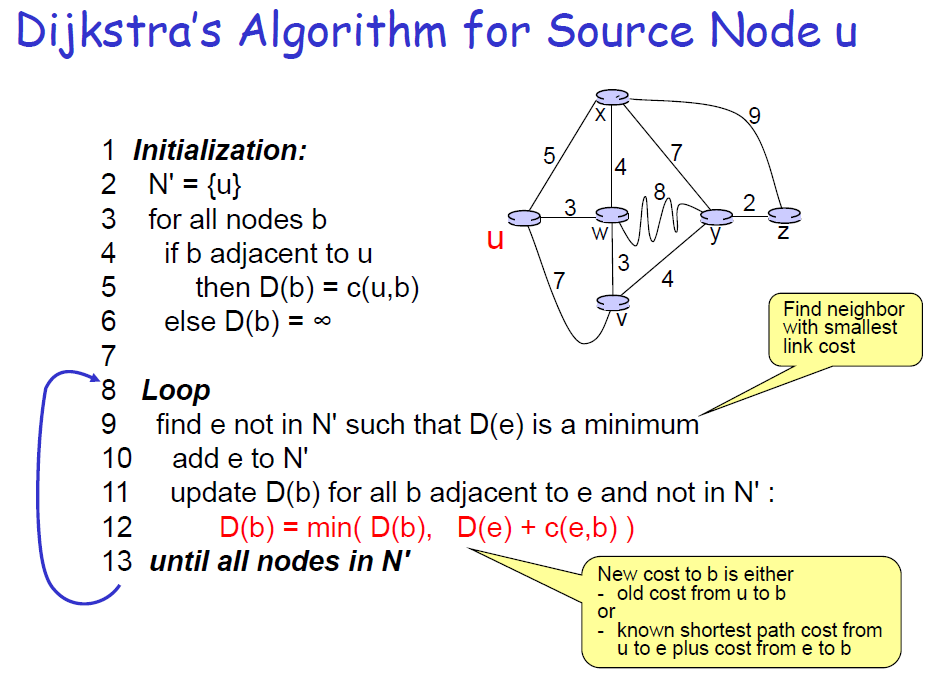 Dijkstra's Algorithm for Source Node u
1 Initialization:
2 N' = {u}
3 for all nodes b
4 if b adjacent to u
5 then D(b) = c(u,b)
6 else D(b) = ∞
7
8 Loop
9 find e not in N' such that D(e) is a minimum
10 add e to N'
11 update D(b) for all b adjacent to e and not in N' :
12 D(b) = min( D(b), D(e) + c(e,b) )
13 until all nodes in N'
x
9
5
4
7
8
3
2
u
w
y
z
3
7
4
v
Find neighbor
with smallest
link cost
New cost to b is either
- old cost from u to b
or
- known shortest path cost from
u to e plus cost from e to b